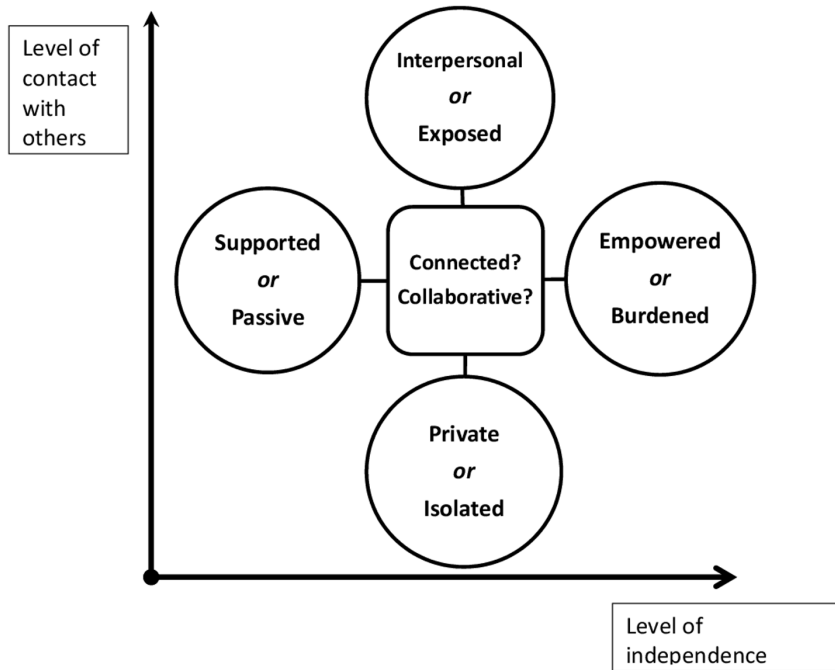 Level of
contact
with
others
Interpersonal
or
Exposed
Supported
or
Passive
Connected?
Collaborative?
Empowered
or
Burdened
Private
or
Isolated
Level of
independence